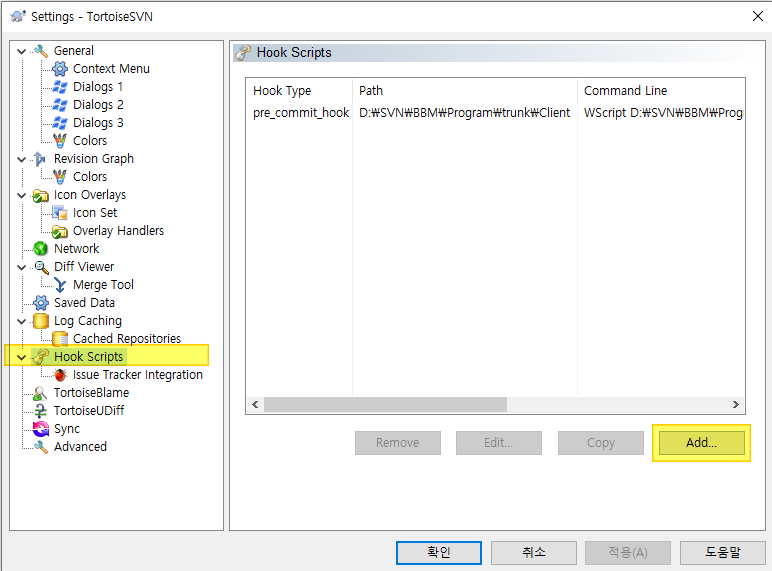 Settings - TortoiseSVN
General
Context Menu
Dialogs 1
Dialogs 2
Dialogs 3
Colors
Revision Graph
Colors
Icon Overlays
Icon Set
Overlay Handlers
Network
Diff Viewer
Merge Tool
Saved Data
Log Caching
Cached Repositories
Hook Scripts
Issue Tracker Integration
TortoiseBlame
TortoiseUDiff
Sync
Advanced
Hook Scripts
Hook Type Path Command Line
pre_commit_hook D:₩SVN₩BBM₩Program₩trunk₩Client WScript D:₩SVN₩BBM₩Prog
Remove Edit... Copy Add...
확인 취소 적용(A) 도움말